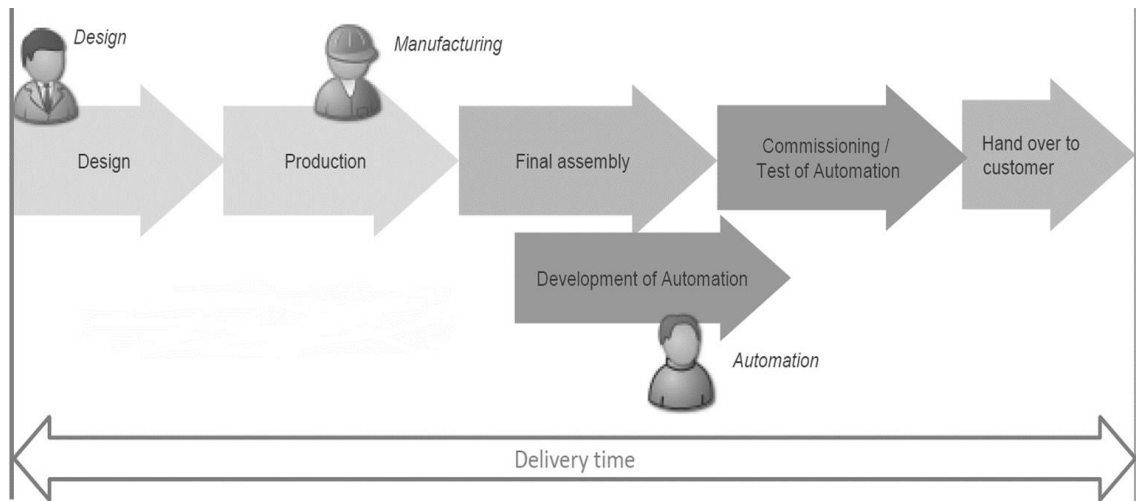 Design
Manufacturing
Design
Production
Final assembly
Commissioning /
Test of Automation
Hand over to
customer
Development of Automation
Automation
Delivery time